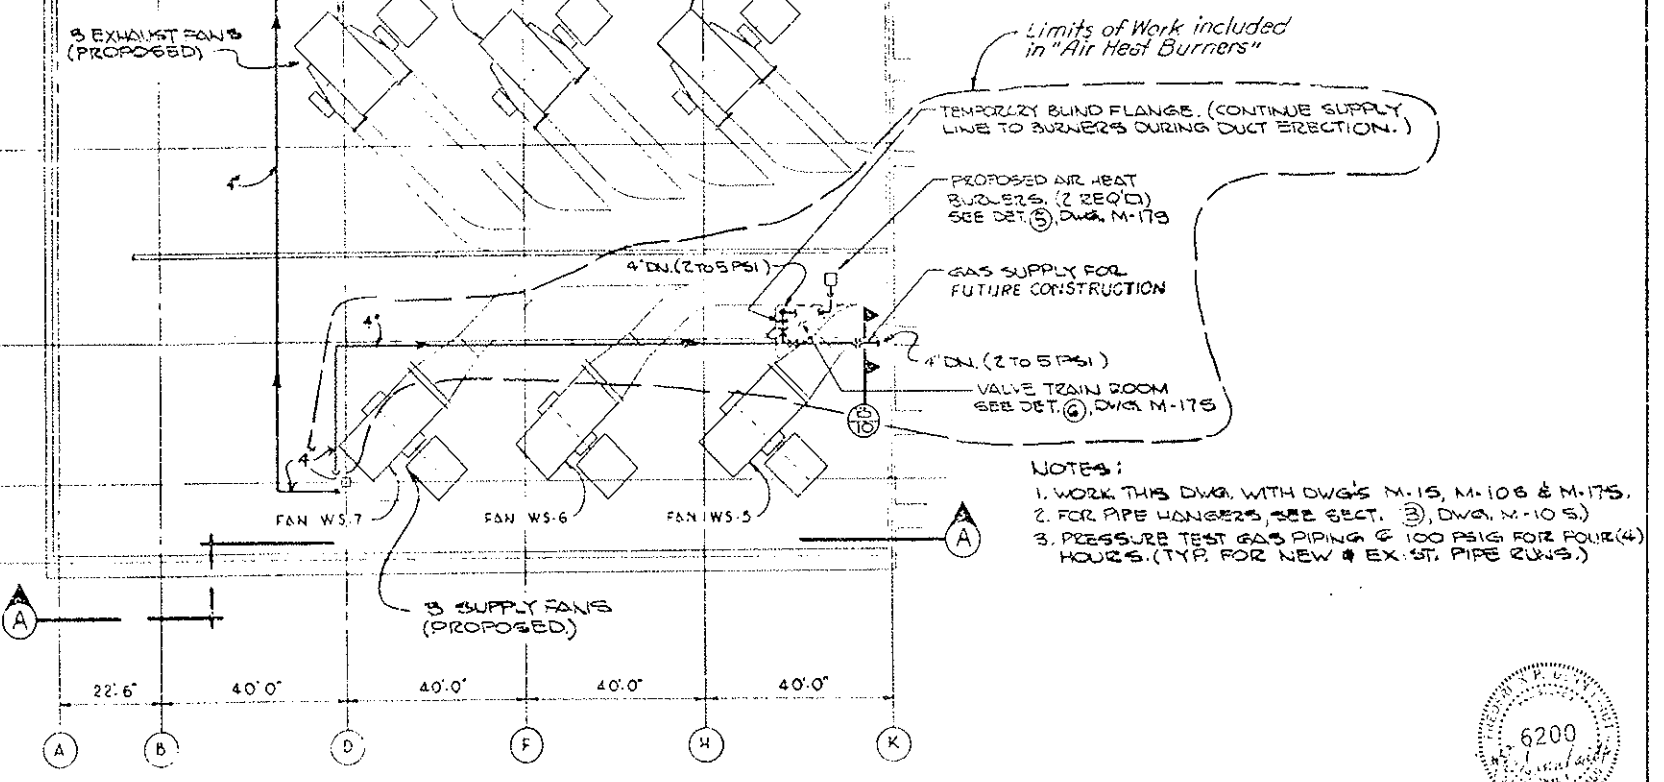 3 EXHAUST FANS
(PROPOSED)
Limits of Work included
in "Air Heat Burners"
TEMPORARY BLIND FLANGE. (CONTINUE SUPPLY
LINE TO BURNERS DURING DUCT ERECTION.)
4"
PROPOSED AIR HEAT
BURNERS. (2 REQ'D)
SEE DET. 5, DWG. M-175
4" DN. (2 TO 5 PSI)
GAS SUPPLY FOR
FUTURE CONSTRUCTION
4"
4" DN. (2 TO 5 PSI)
VALVE TRAIN ROOM
SEE DET. 6, DWG. M-175
B
10
4"
FAN WS-7
FAN WS-6
FAN WS-5
NOTES:
1. WORK THIS DWG. WITH DWG'S M-15, M-105 & M-175.
2. FOR PIPE HANGERS, SEE SECT. 3, DWG. M-105.)
3. PRESSURE TEST GAS PIPING @ 100 PSIG FOR FOUR (4)
HOURS. (TYP. FOR NEW & EXIST. PIPE RUNS.)
A
A
3 SUPPLY FANS
(PROPOSED.)
22'-6"
40'-0"
40'-0"
40'-0"
40'-0"
A
B
D
F
H
K
6200